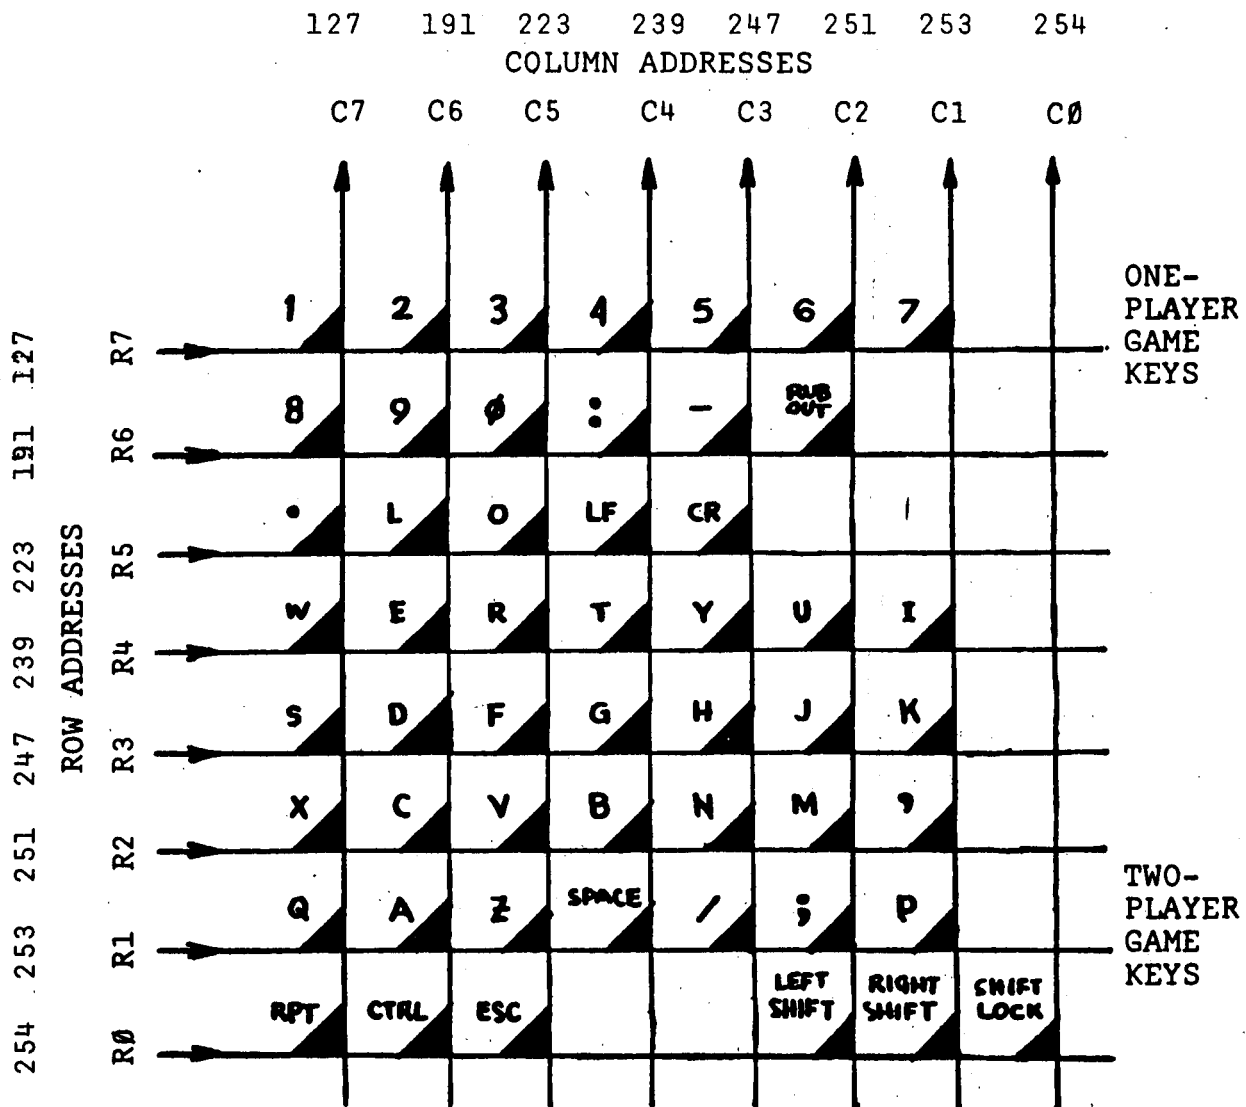 127 191 223 239 247 251 253 254
COLUMN ADDRESSES
C7 C6 C5 C4 C3 C2 C1 CØ
ONE-
PLAYER
GAME
KEYS
127 R7 1 2 3 4 5 6 7
191 R6 8 9 Ø : - RUB OUT
ROW ADDRESSES
223 R5 . L O LF CR
239 R4 W E R T Y U I
247 R3 S D F G H J K
251 R2 X C V B N M ,
TWO-
PLAYER
GAME
KEYS
253 R1 Q A Z SPACE / ; P
254 RØ RPT CTRL ESC LEFT SHIFT RIGHT SHIFT SHIFT LOCK